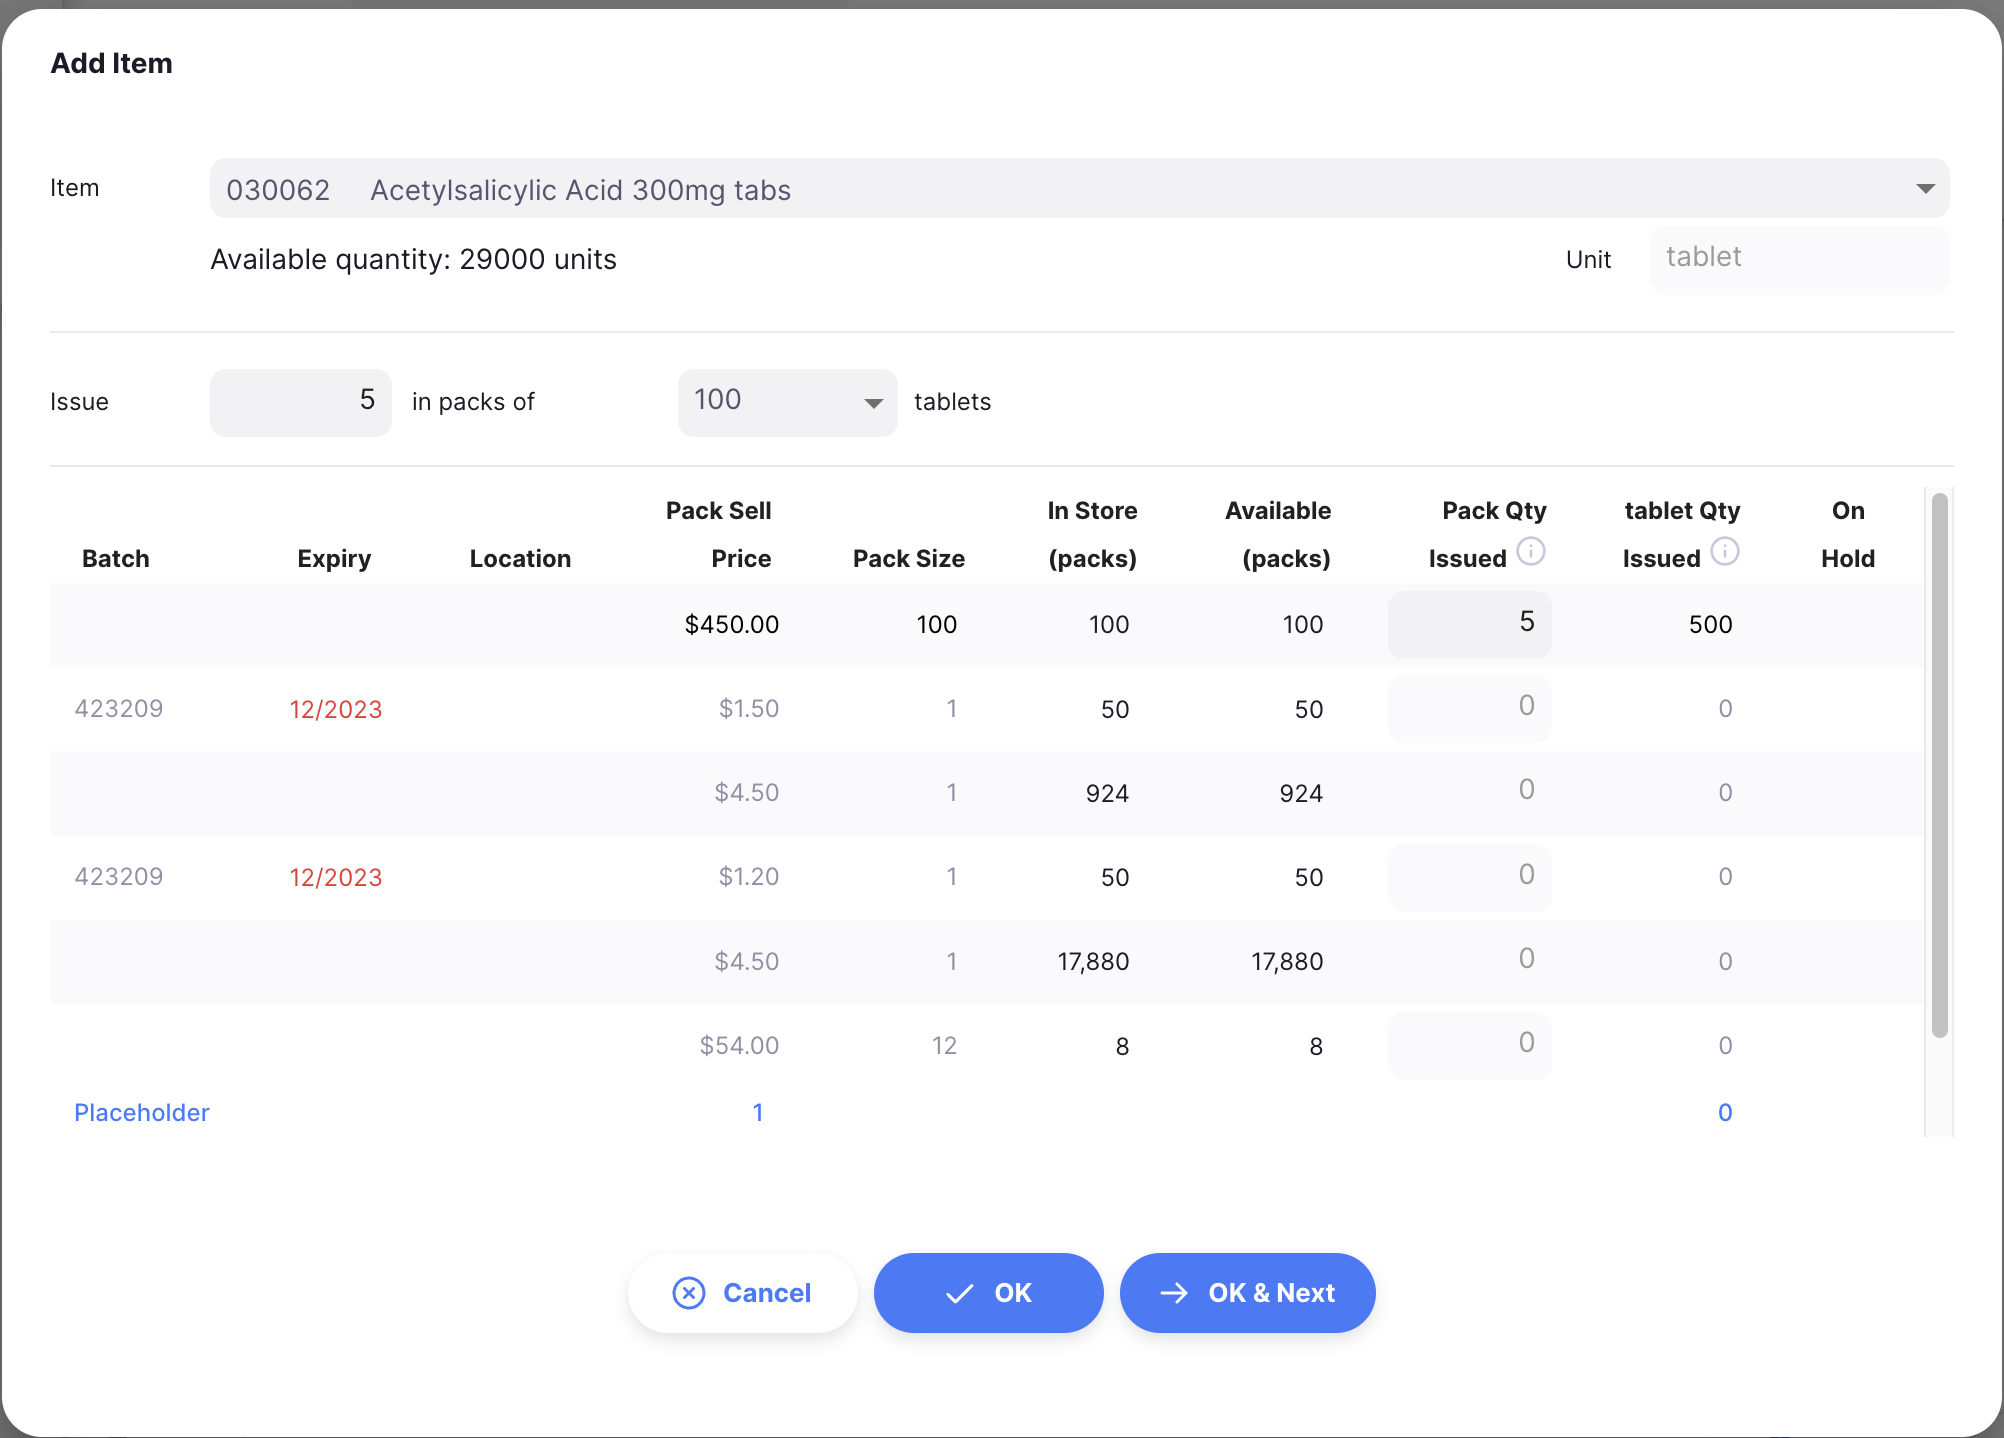 Add Item
Item 030062 Acetylsalicylic Acid 300mg tabs
Available quantity: 29000 units Unit tablet
Issue 5 in packs of 100 tablets
Batch Expiry Location Pack Sell Price Pack Size In Store (packs) Available (packs) Pack Qty Issued tablet Qty Issued On Hold
$450.00 100 100 100 5 500
423209 12/2023 $1.50 1 50 50 0 0
$4.50 1 924 924 0 0
423209 12/2023 $1.20 1 50 50 0 0
$4.50 1 17,880 17,880 0 0
$54.00 12 8 8 0 0
Placeholder 1 0
Cancel OK OK & Next